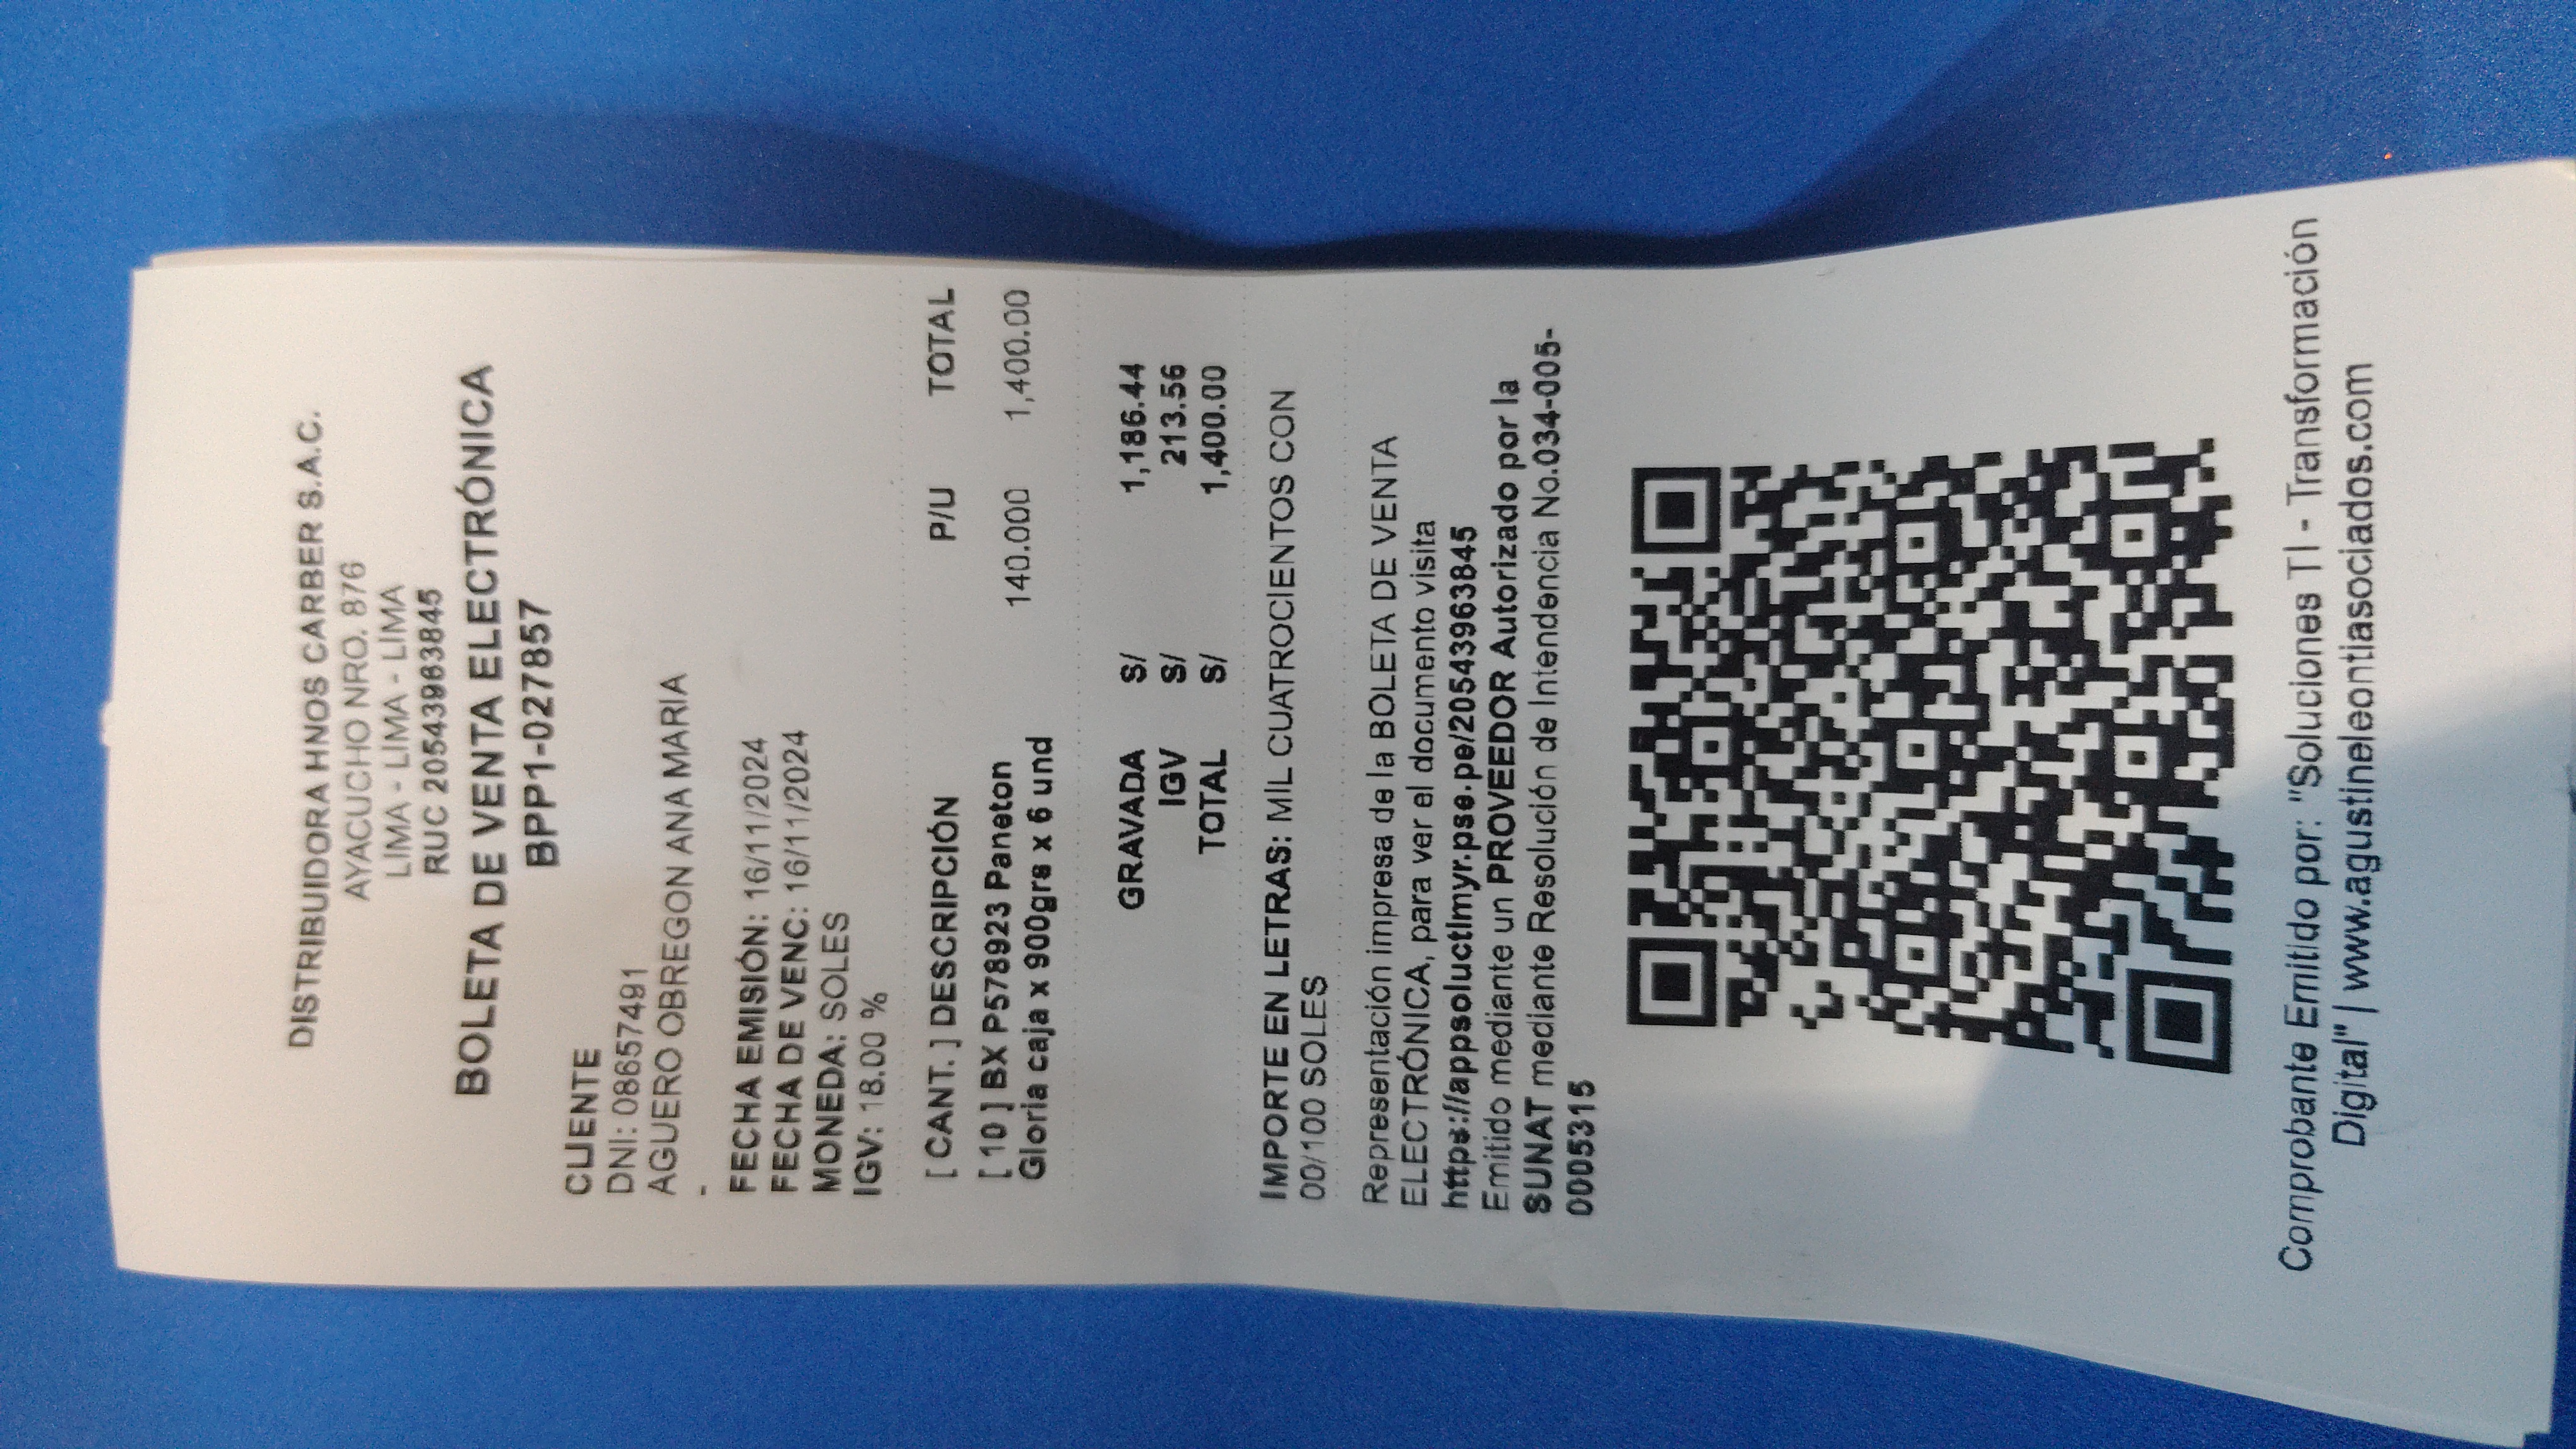 DISTRIBUIDORA HNOS CARBER S.A.C.
AYACUCHO NRO. 876
LIMA - LIMA - LIMA
RUC 20543963845
BOLETA DE VENTA ELECTRÓNICA
BPP1-027857
CLIENTE
DNI: 08657491
AGUERO OBREGON ANA MARIA
-
FECHA EMISIÓN: 16/11/2024
FECHA DE VENC: 16/11/2024
MONEDA: SOLES
IGV: 18.00 %
[ CANT. ] DESCRIPCIÓN P/U TOTAL
[ 10 ] BX P578923 Paneton
Gloria caja x 900grs x 6 und 140.000 1,400.00
GRAVADA S/ 1,186.44
IGV S/ 213.56
TOTAL S/ 1,400.00
IMPORTE EN LETRAS: MIL CUATROCIENTOS CON
00/100 SOLES
Representación impresa de la BOLETA DE VENTA
ELECTRÓNICA, para ver el documento visita
https://appsoluctimyr.pse.pe/20543963845
Emitido mediante un PROVEEDOR Autorizado por la
SUNAT mediante Resolución de Intendencia No.034-005-
0005315
Comprobante Emitido por: "Soluciones TI - Transformación
Digital" | www.agustineleontiasociados.com